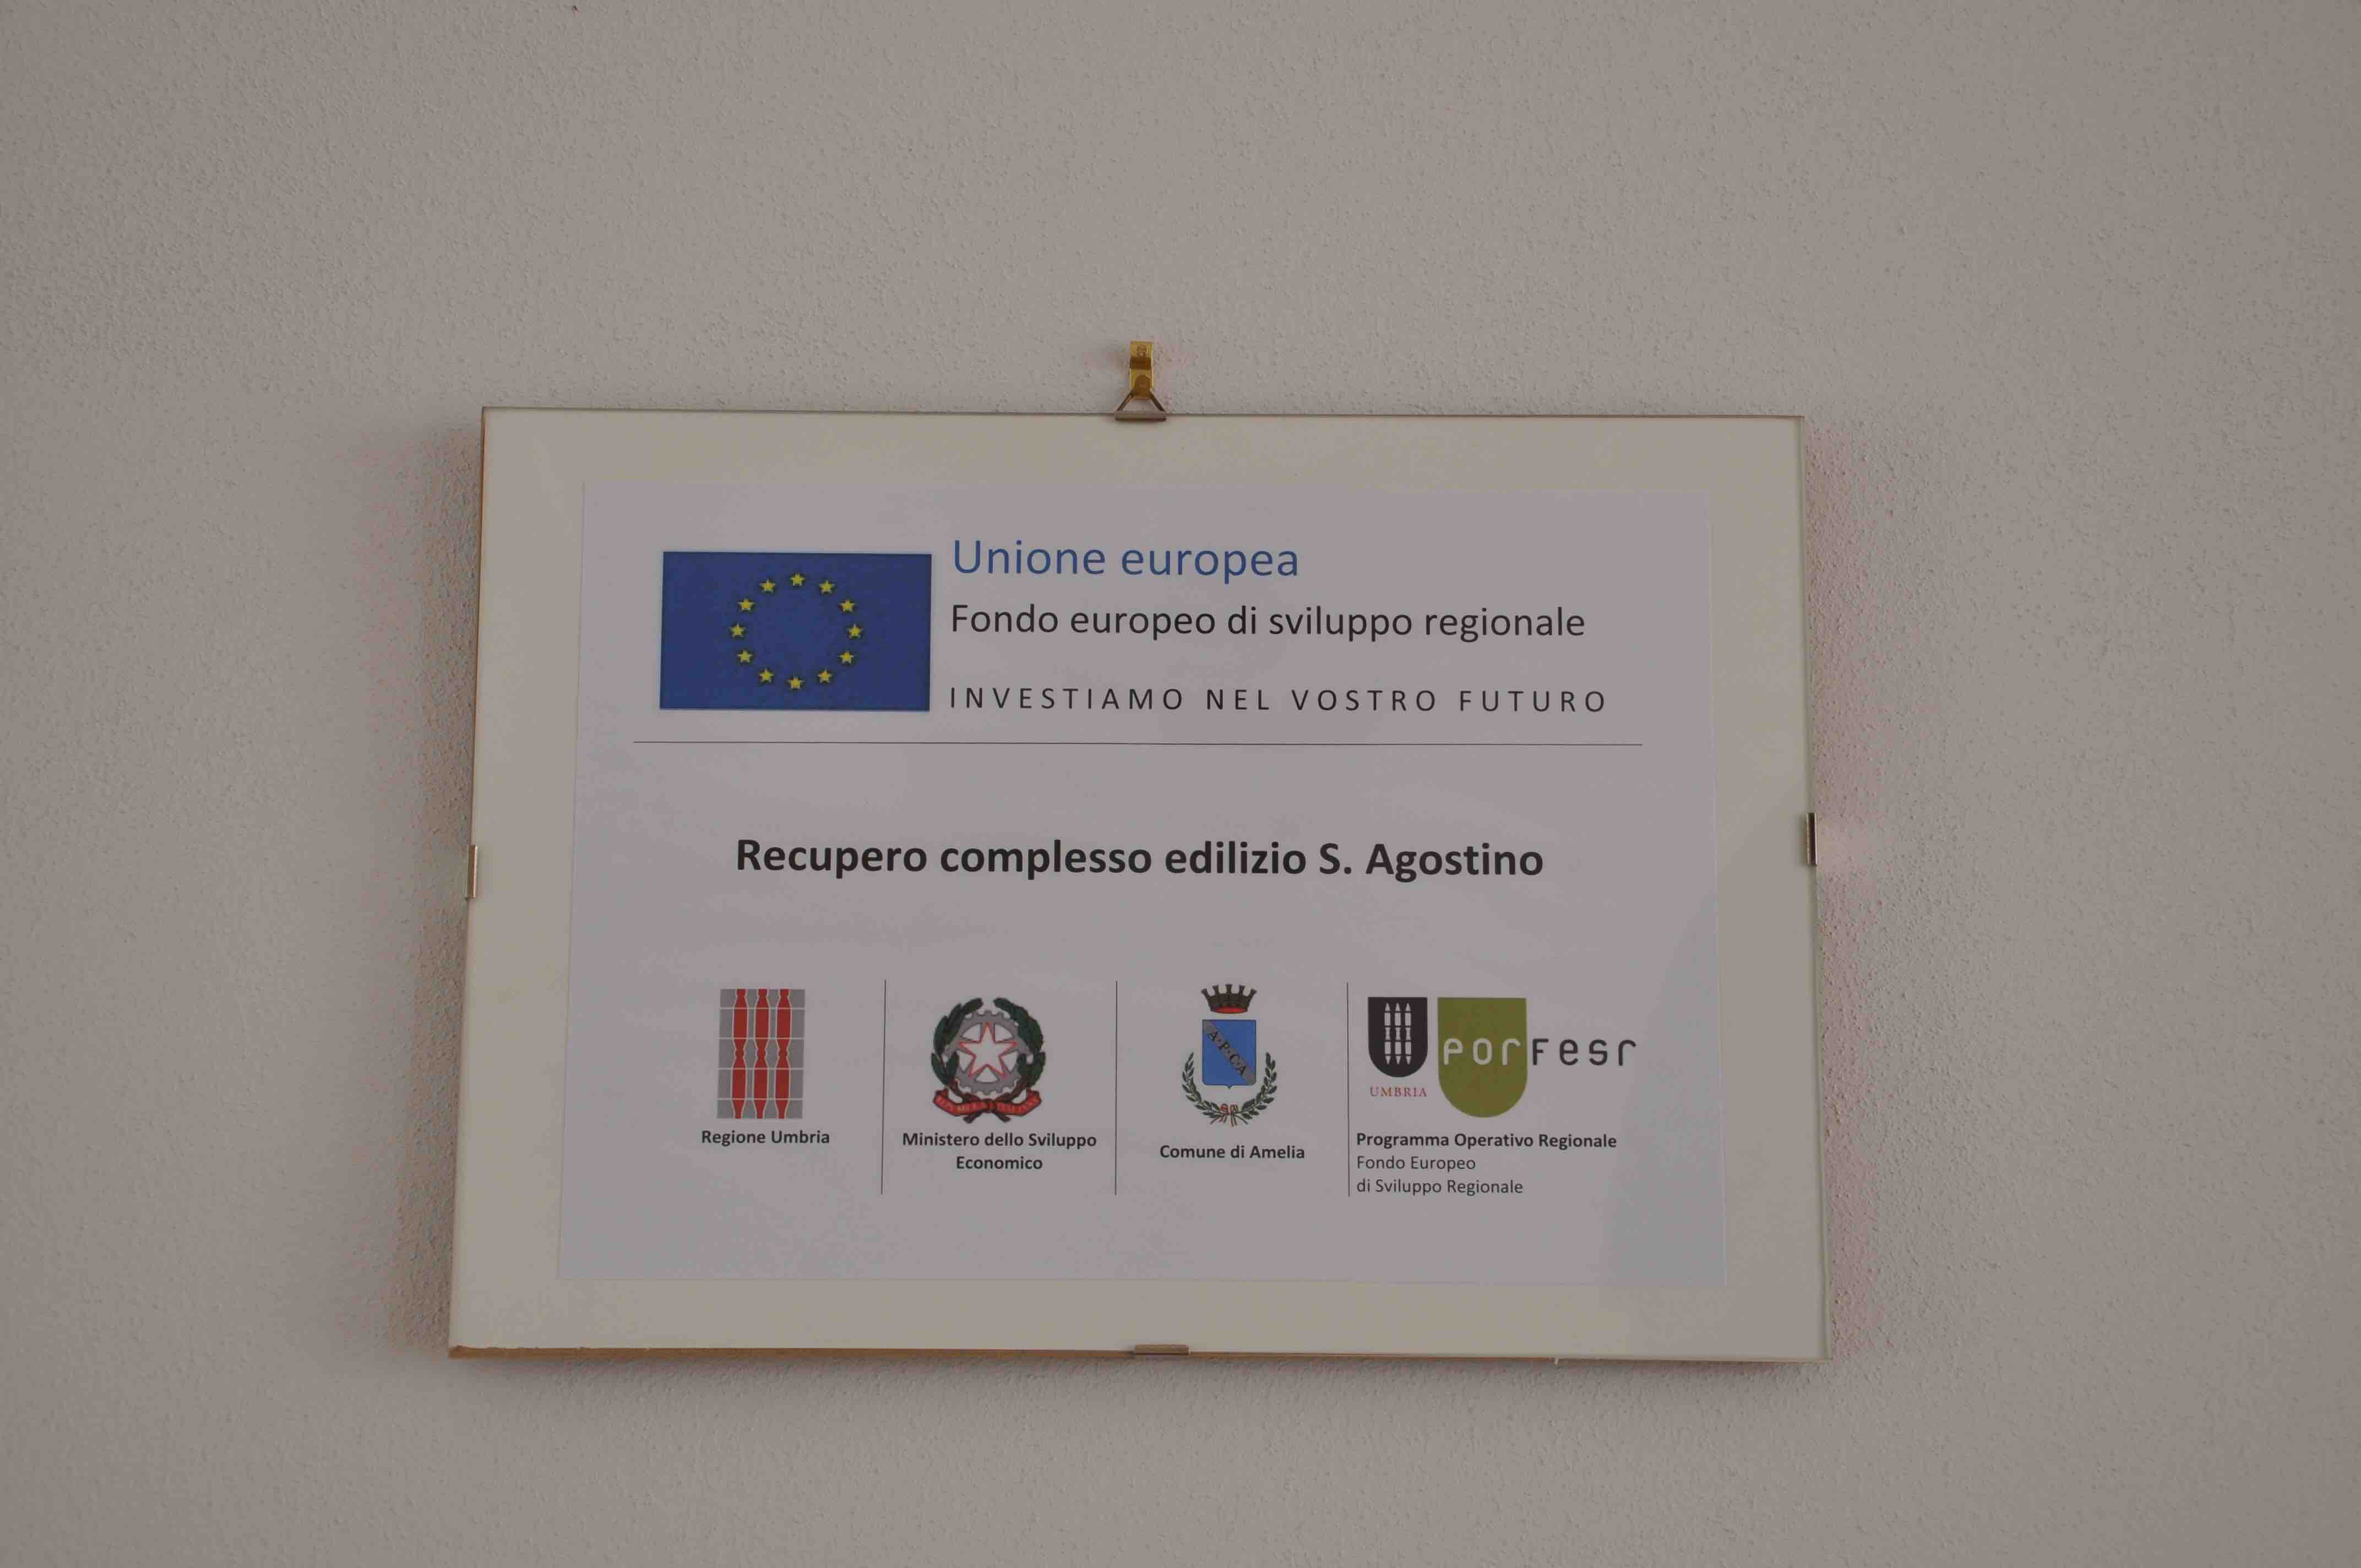 Unione europea
Fondo europeo di sviluppo regionale
INVESTIAMO NEL VOSTRO FUTURO
Recupero complesso edilizio S. Agostino
A.P.C.A.
UMBRIA
porFesr
Regione Umbria
Ministero dello Sviluppo
Economico
Comune di Amelia
Programma Operativo Regionale
Fondo Europeo
di Sviluppo Regionale